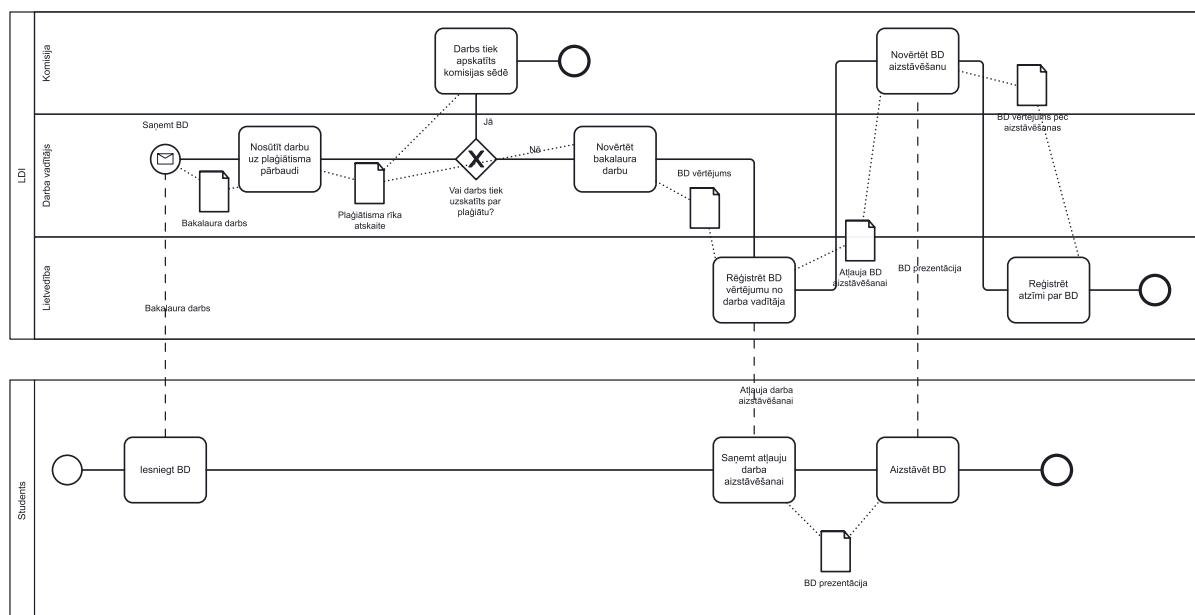 LDI
Komisija
Darba vadītājs
Lietvedība
Darbs tiek
apskatīts
komisijas sēdē
Novērtēt BD
aizstāvēšanu
BD vērtējums pēc
aizstāvēšanas
Saņemt BD
Nosūtīt darbu
uz plaģiātisma
pārbaudi
Bakalaura darbs
Plaģiātisma rīka
atskaite
Jā
Nē
Vai darbs tiek
uzskatīts par
plaģiātu?
Novērtēt
bakalaura
darbu
BD vērtējums
Rēģistrēt BD
vērtējumu no
darba vadītāja
Atļauja BD
aizstāvēšanai
BD prezentācija
Reģistrēt
atzīmi par BD
Bakalaura darbs
Atļauja darba
aizstāvēšanai
Students
Iesniegt BD
Saņemt atļauju
darba
aizstāvēšanai
Aizstāvēt BD
BD prezentācija